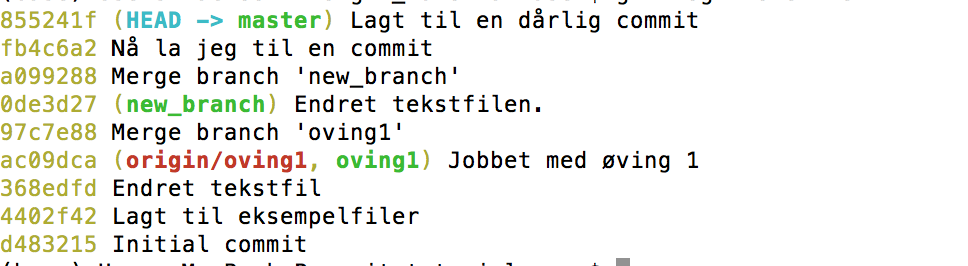 855241f (HEAD -> master) Lagt til en dårlig commit
fb4c6a2 Nå la jeg til en commit
a099288 Merge branch 'new_branch'
0de3d27 (new_branch) Endret tekstfilen.
97c7e88 Merge branch 'oving1'
ac09dca (origin/oving1, oving1) Jobbet med øving 1
368edfd Endret tekstfil
4402f42 Lagt til eksempelfiler
d483215 Initial commit